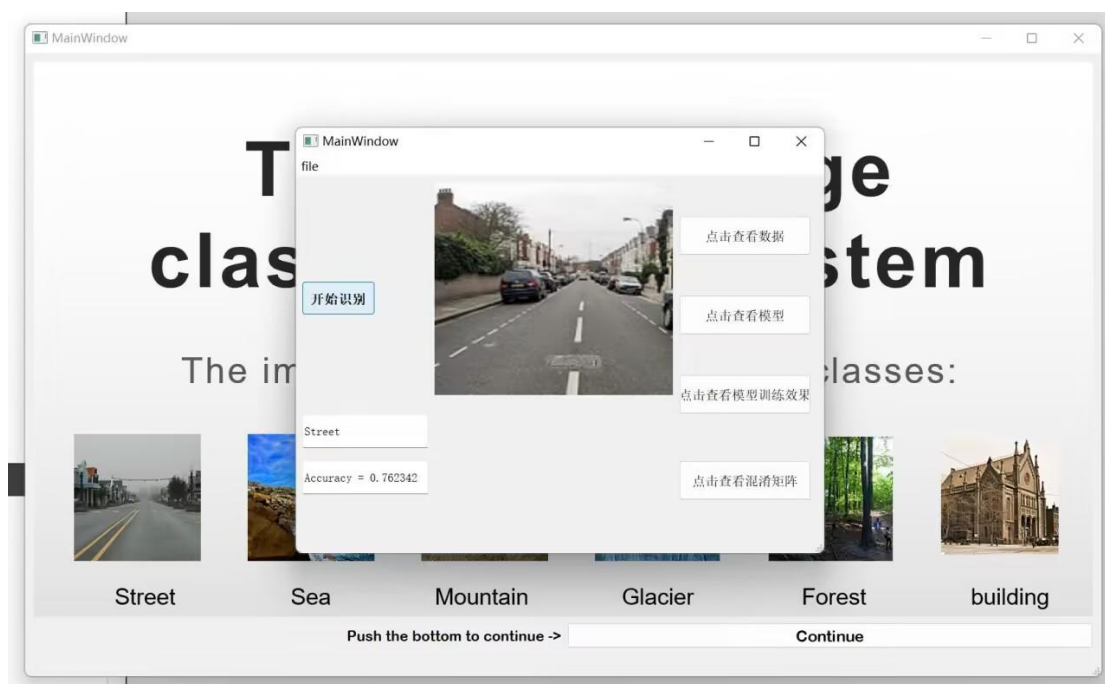 MainWindow
MainWindow
file
T ge
clas stem
The im classes:
开始识别
点击查看数据
点击查看模型
点击查看模型训练效果
点击查看混淆矩阵
Street
Accuracy = 0.762342
Street Sea Mountain Glacier Forest building
Push the bottom to continue -> Continue